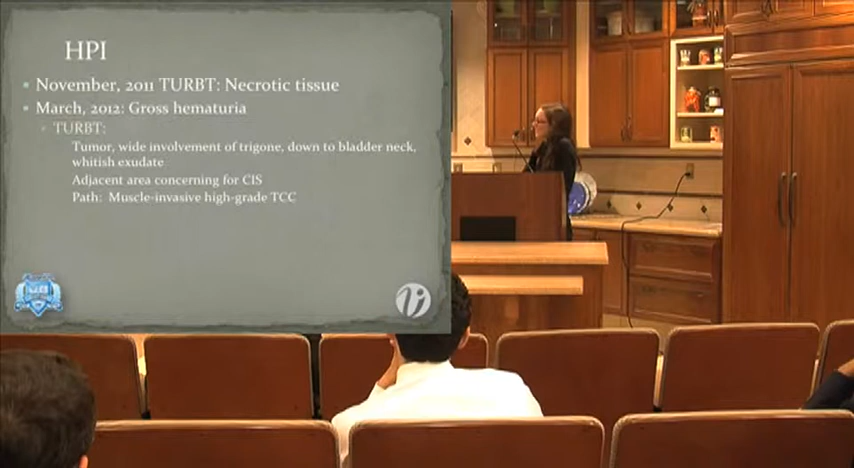 HPI
November, 2011 TURBT: Necrotic tissue
March, 2012: Gross hematuria
TURBT:
Tumor, wide involvement of trigone, down to bladder neck,
whitish exudate
Adjacent area concerning for CIS
Path: Muscle-invasive high-grade TCC